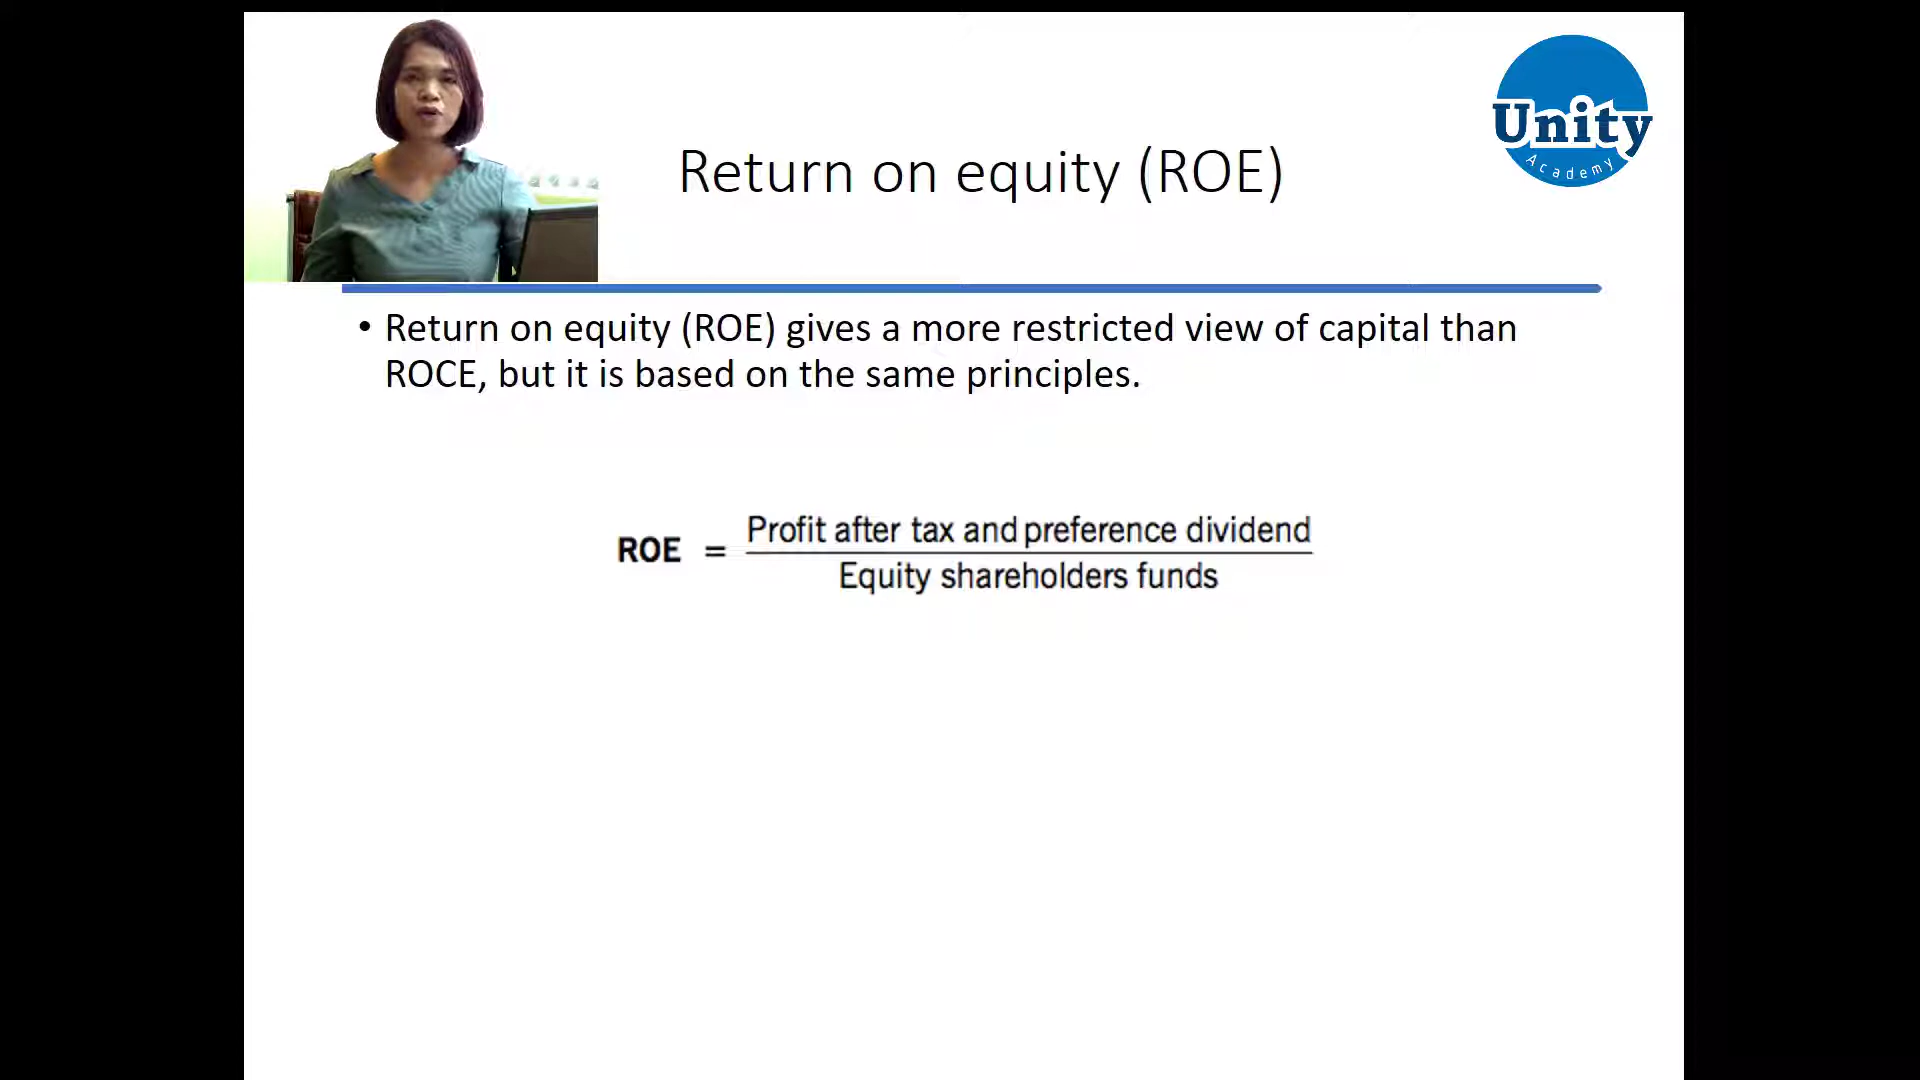 Unity
Academy
Return on equity (ROE)
• Return on equity (ROE) gives a more restricted view of capital than
ROCE, but it is based on the same principles.
ROE = Profit after tax and preference dividend
Equity shareholders funds